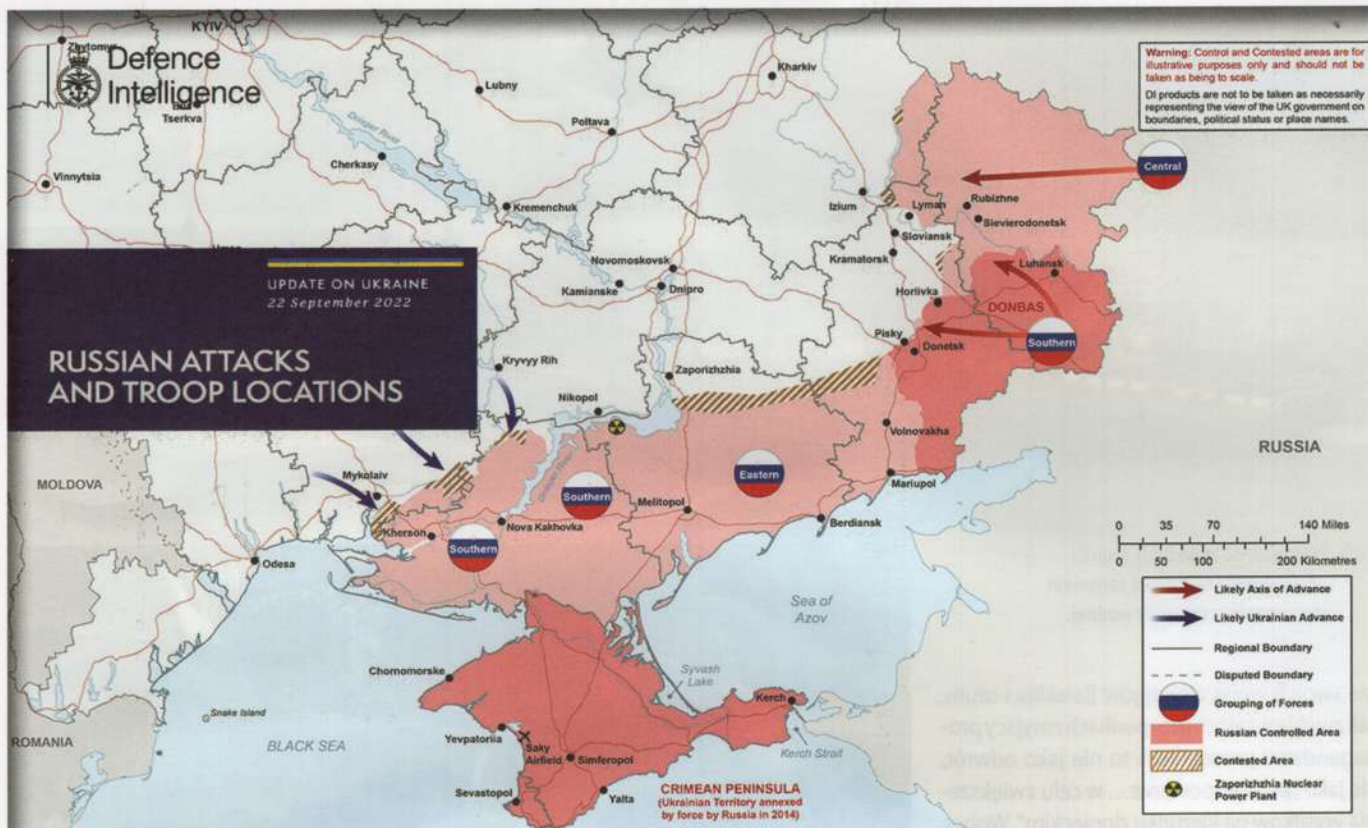 KYIV
Zhytomyr
Defence
Intelligence
Tserkva
Lubny
Kharkiv
Warning: Control and Contested areas are for
illustrative purposes only and should not be
taken as being to scale.
DI products are not to be taken as necessarily
representing the view of the UK government on
boundaries, political status or place names.
Poltava
Dnieper River
Cherkasy
Vinnytsia
Kremenchuk
Central
Izium
Lyman
Rubizhne
Sievierodonetsk
Sloviansk
Kramatorsk
Luhansk
UPDATE ON UKRAINE
22 September 2022
RUSSIAN ATTACKS
AND TROOP LOCATIONS
Novomoskovsk
Kamianske
Dnipro
Horlivka
DONBAS
Pisky
Donetsk
Southern
Kryvyy Rih
Zaporizhzhia
Nikopol
Volnovakha
RUSSIA
MOLDOVA
Mykolaiv
Dnieper River
Southern
Eastern
Melitopol
Mariupol
Berdiansk
Kherson
Nova Kakhovka
Southern
Odesa
0 35 70 140 Miles
0 50 100 200 Kilometres
Sea of
Azov
Chornomorske
Syvash
Lake
Kerch
Kerch Strait
Snake Island
ROMANIA
BLACK SEA
Yevpatoriia
Saky
Airfield
Simferopol
Sevastopol
Yalta
CRIMEAN PENINSULA
(Ukrainian Territory annexed
by force by Russia in 2014)
Likely Axis of Advance
Likely Ukrainian Advance
Regional Boundary
Disputed Boundary
Grouping of Forces
Russian Controlled Area
Contested Area
Zaporizhzhia Nuclear
Power Plant